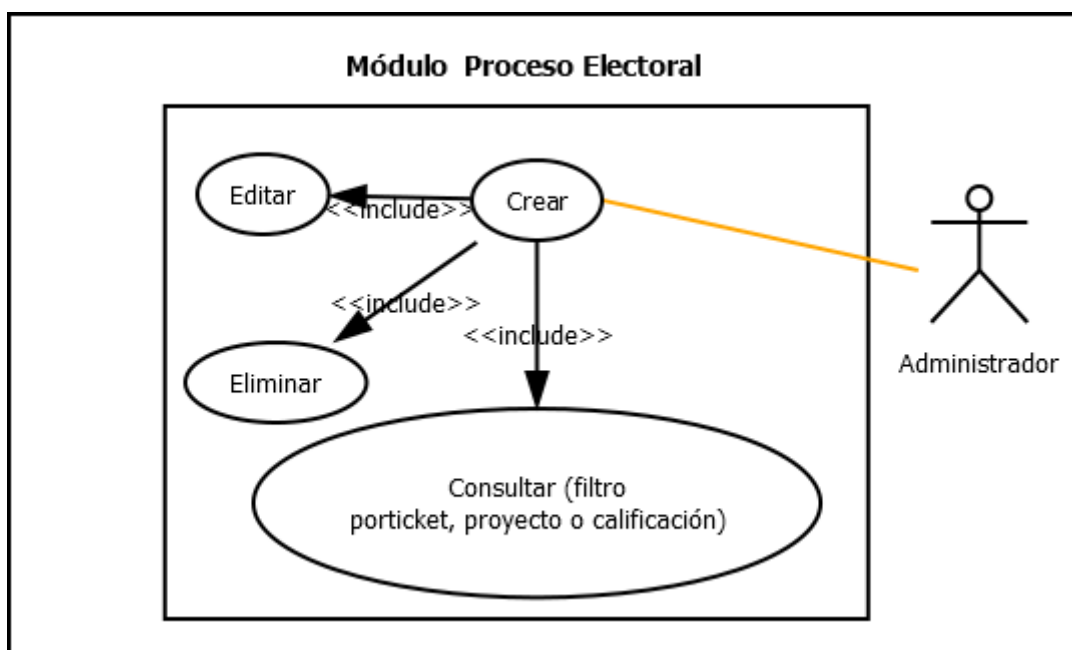 Módulo  Proceso Electoral
Editar
<<include>>
Crear
<<include>>
<<include>>
Eliminar
Administrador
Consultar (filtro
porticket, proyecto o calificación)